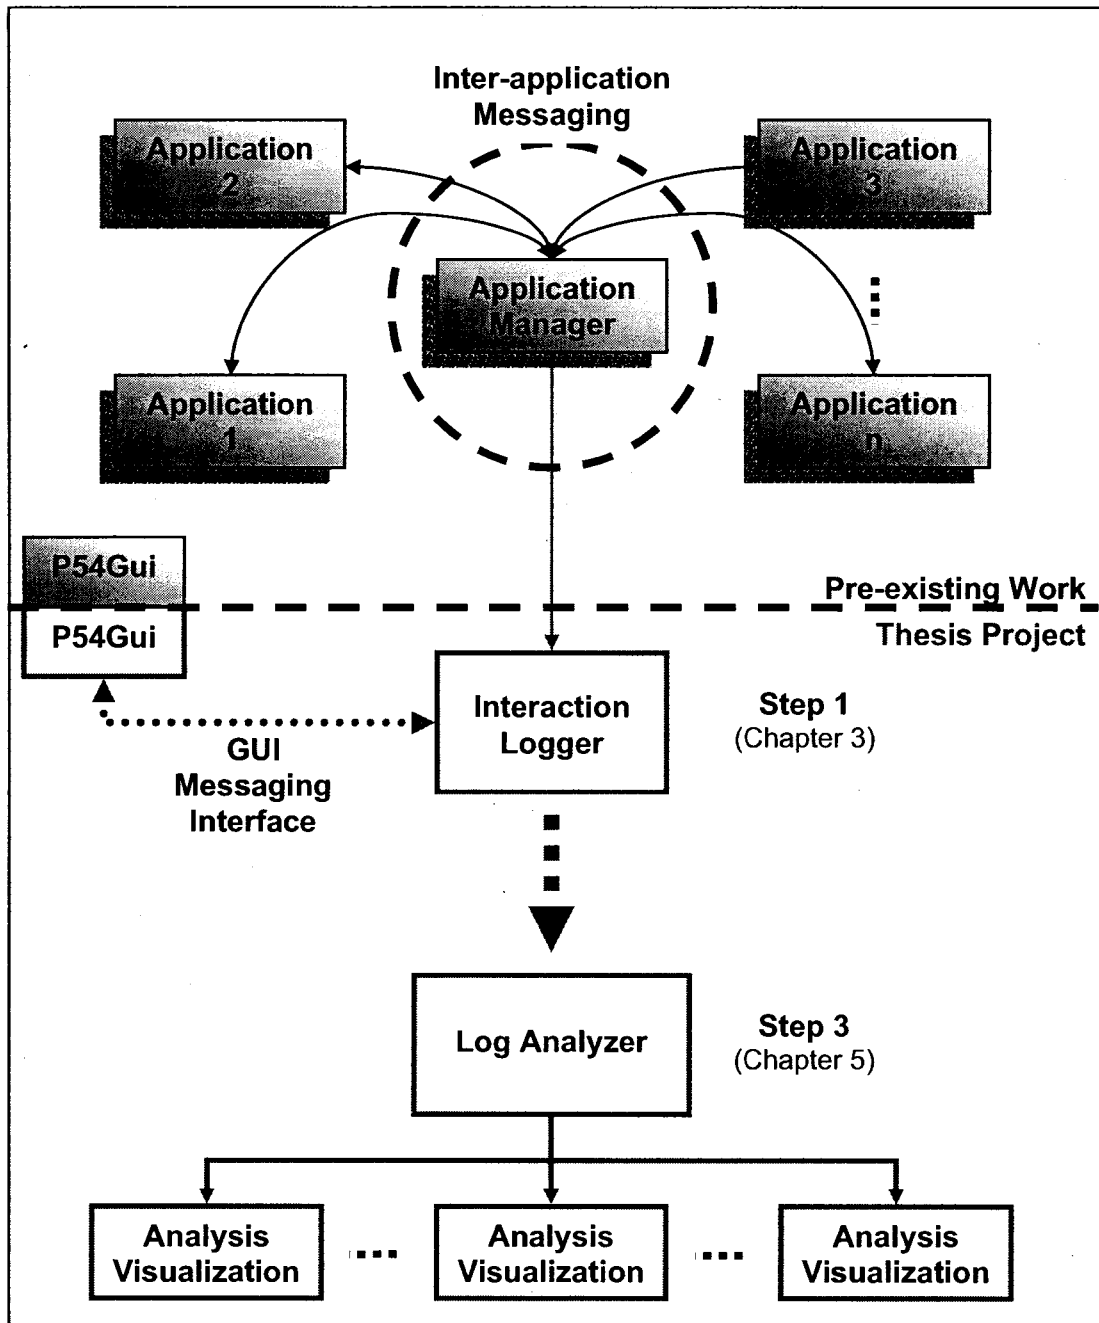 Inter-application
Messaging
Application
2
Application
3
Application
Manager
Application
1
Application
n
P54Gui
Pre-existing Work
P54Gui
Thesis Project
Interaction
Logger
Step 1
(Chapter 3)
GUI
Messaging
Interface
Log Analyzer
Step 3
(Chapter 5)
Analysis
Visualization
Analysis
Visualization
Analysis
Visualization